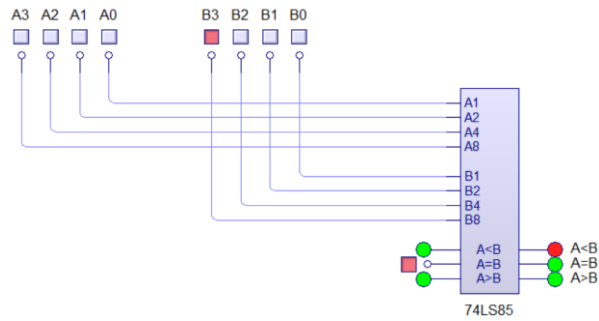 A3 A2 A1 A0 B3 B2 B1 B0
A1
A2
A4
A8
B1
B2
B4
B8
A<B A<B
A=B A=B
A>B A>B
74LS85